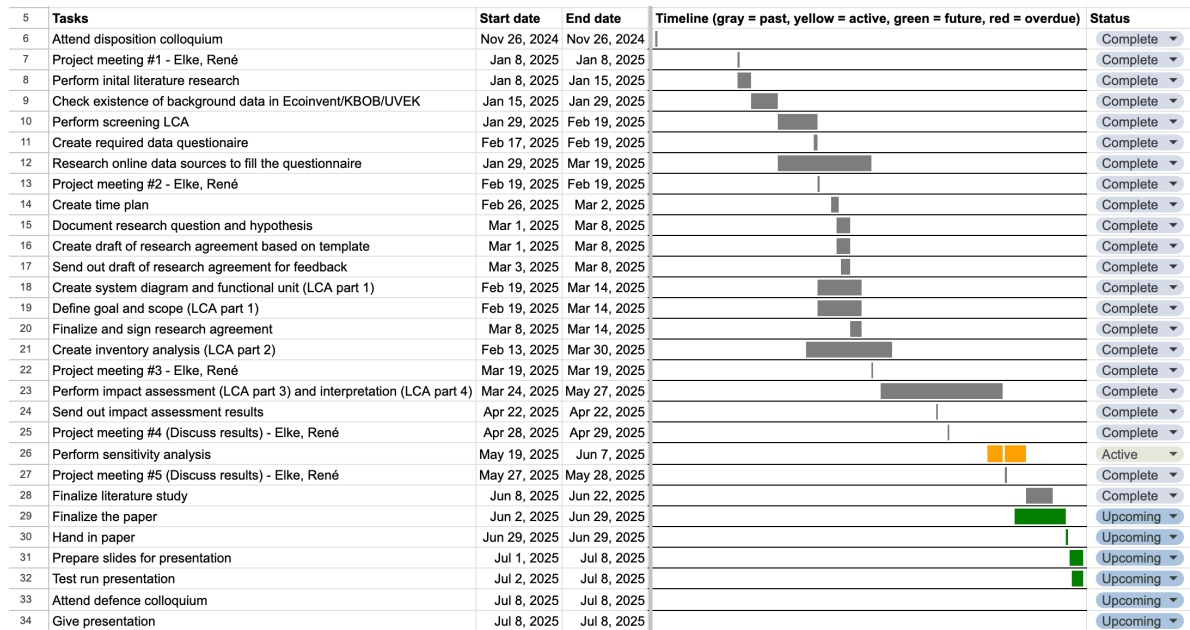 5 Tasks Start date End date Timeline (gray = past, yellow = active, green = future, red = overdue) Status
6 Attend disposition colloquium Nov 26, 2024 Nov 26, 2024 Complete
7 Project meeting #1 - Elke, René Jan 8, 2025 Jan 8, 2025 Complete
8 Perform inital literature research Jan 8, 2025 Jan 15, 2025 Complete
9 Check existence of background data in Ecoinvent/KBOB/UVEK Jan 15, 2025 Jan 29, 2025 Complete
10 Perform screening LCA Jan 29, 2025 Feb 19, 2025 Complete
11 Create required data questionaire Feb 17, 2025 Feb 19, 2025 Complete
12 Research online data sources to fill the questionnaire Jan 29, 2025 Mar 19, 2025 Complete
13 Project meeting #2 - Elke, René Feb 19, 2025 Feb 19, 2025 Complete
14 Create time plan Feb 26, 2025 Mar 2, 2025 Complete
15 Document research question and hypothesis Mar 1, 2025 Mar 8, 2025 Complete
16 Create draft of research agreement based on template Mar 1, 2025 Mar 8, 2025 Complete
17 Send out draft of research agreement for feedback Mar 3, 2025 Mar 8, 2025 Complete
18 Create system diagram and functional unit (LCA part 1) Feb 19, 2025 Mar 14, 2025 Complete
19 Define goal and scope (LCA part 1) Feb 19, 2025 Mar 14, 2025 Complete
20 Finalize and sign research agreement Mar 8, 2025 Mar 14, 2025 Complete
21 Create inventory analysis (LCA part 2) Feb 13, 2025 Mar 30, 2025 Complete
22 Project meeting #3 - Elke, René Mar 19, 2025 Mar 19, 2025 Complete
23 Perform impact assessment (LCA part 3) and interpretation (LCA part 4) Mar 24, 2025 May 27, 2025 Complete
24 Send out impact assessment results Apr 22, 2025 Apr 22, 2025 Complete
25 Project meeting #4 (Discuss results) - Elke, René Apr 28, 2025 Apr 29, 2025 Complete
26 Perform sensitivity analysis May 19, 2025 Jun 7, 2025 Active
27 Project meeting #5 (Discuss results) - Elke, René May 27, 2025 May 28, 2025 Complete
28 Finalize literature study Jun 8, 2025 Jun 22, 2025 Complete
29 Finalize the paper Jun 2, 2025 Jun 29, 2025 Upcoming
30 Hand in paper Jun 29, 2025 Jun 29, 2025 Upcoming
31 Prepare slides for presentation Jul 1, 2025 Jul 8, 2025 Upcoming
32 Test run presentation Jul 2, 2025 Jul 8, 2025 Upcoming
33 Attend defence colloquium Jul 8, 2025 Jul 8, 2025 Upcoming
34 Give presentation Jul 8, 2025 Jul 8, 2025 Upcoming